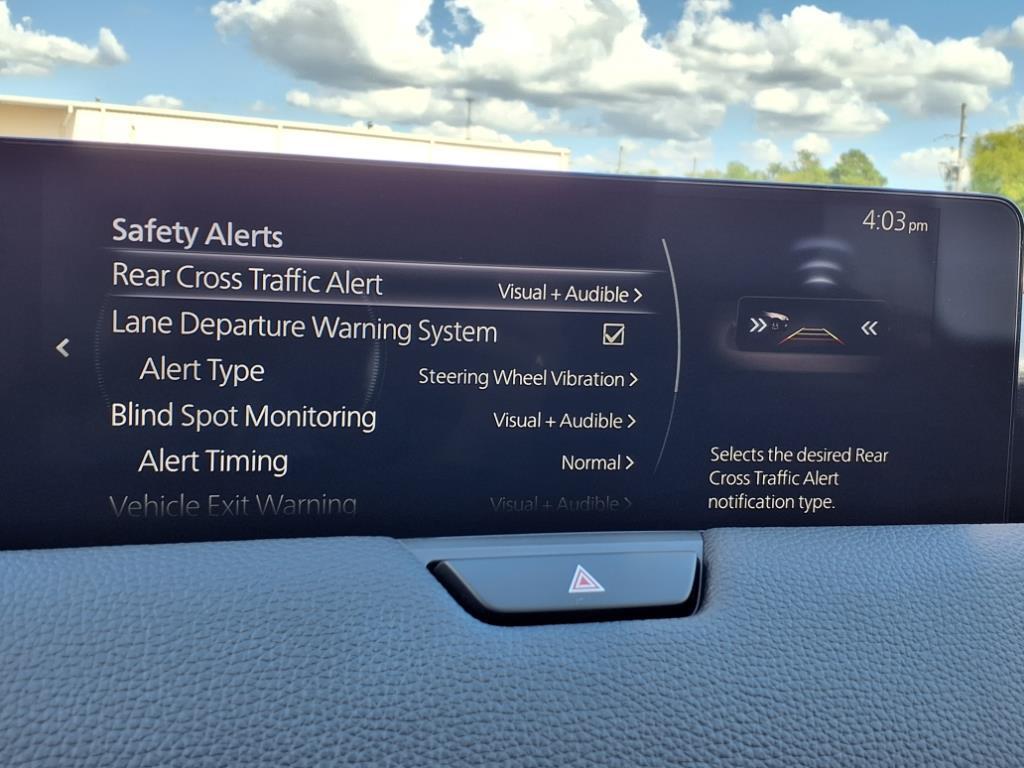 4:03 pm
Safety Alerts
Rear Cross Traffic Alert Visual + Audible >
Lane Departure Warning System
Alert Type Steering Wheel Vibration >
Blind Spot Monitoring Visual + Audible >
Alert Timing Normal >
Vehicle Exit Warning Visual + Audible >
Selects the desired Rear
Cross Traffic Alert
notification type.